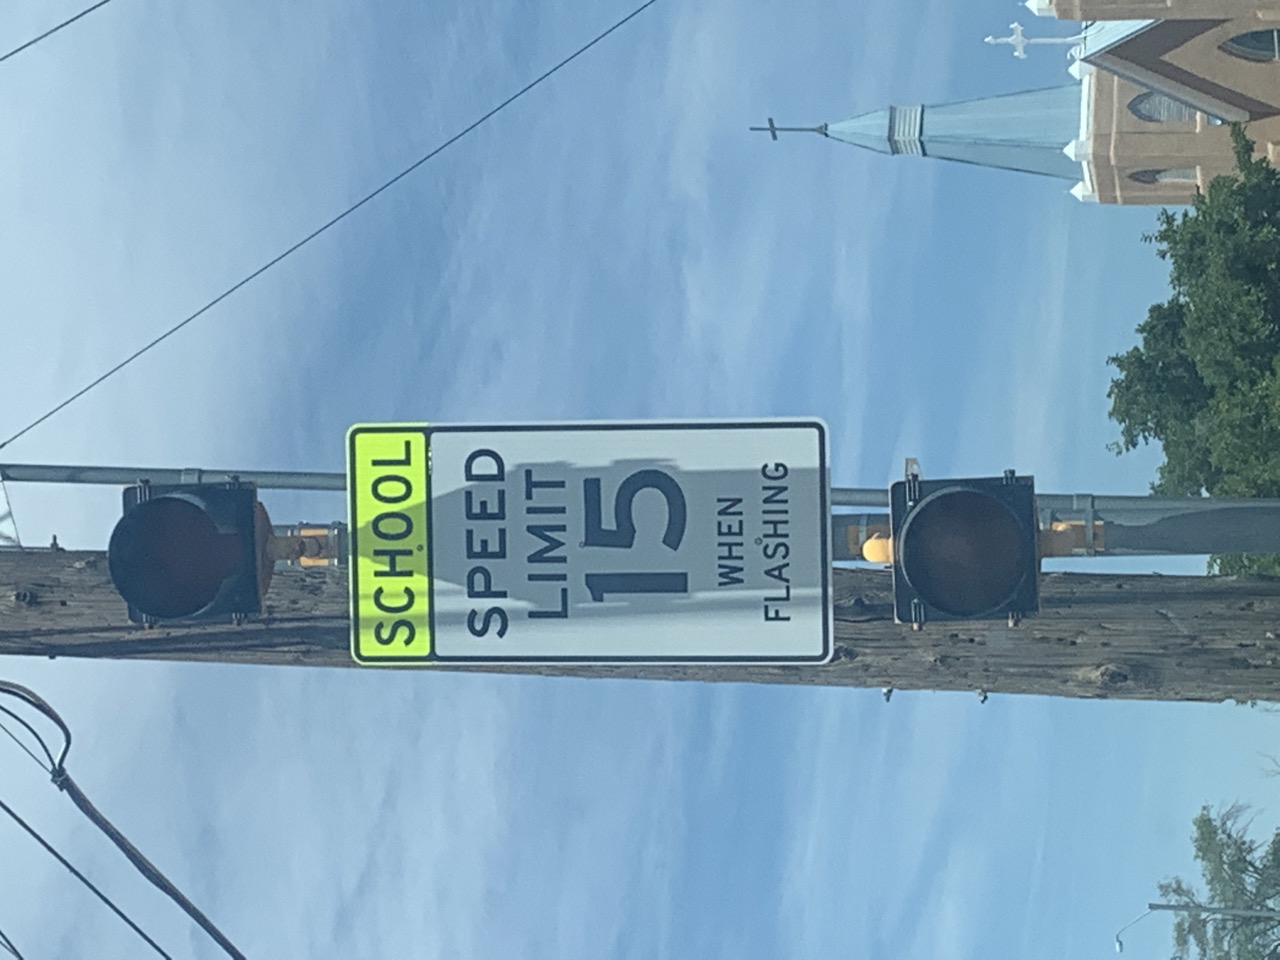 SCHOOL
SPEED
LIMIT
15
WHEN
FLASHING